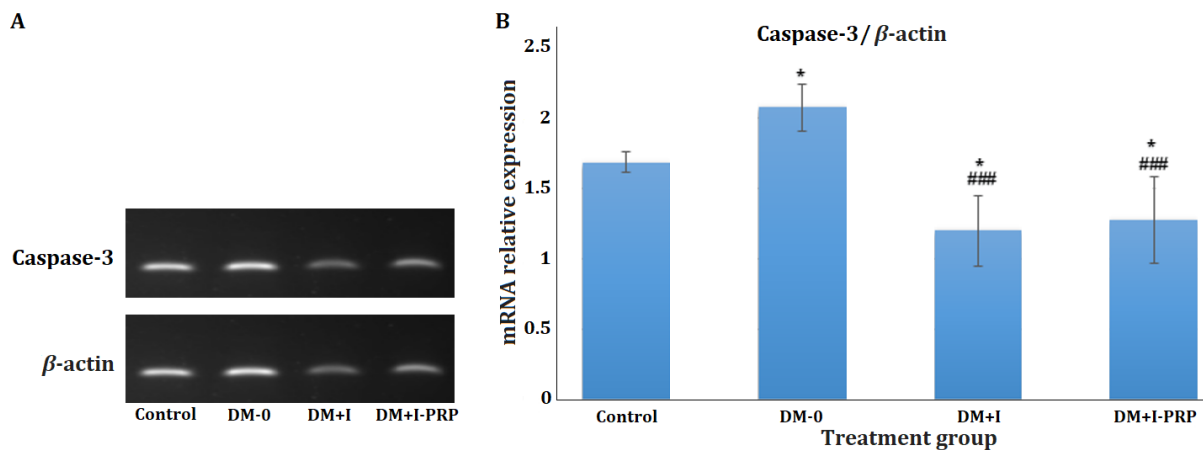 A
Caspase-3
β-actin
Control DM-0 DM+I DM+I-PRP
B
Caspase-3/β-actin
mRNA relative expression
2.5
2
1.5
1
0.5
0
*
*
###
*
###
Control DM-0 DM+I DM+I-PRP
Treatment group